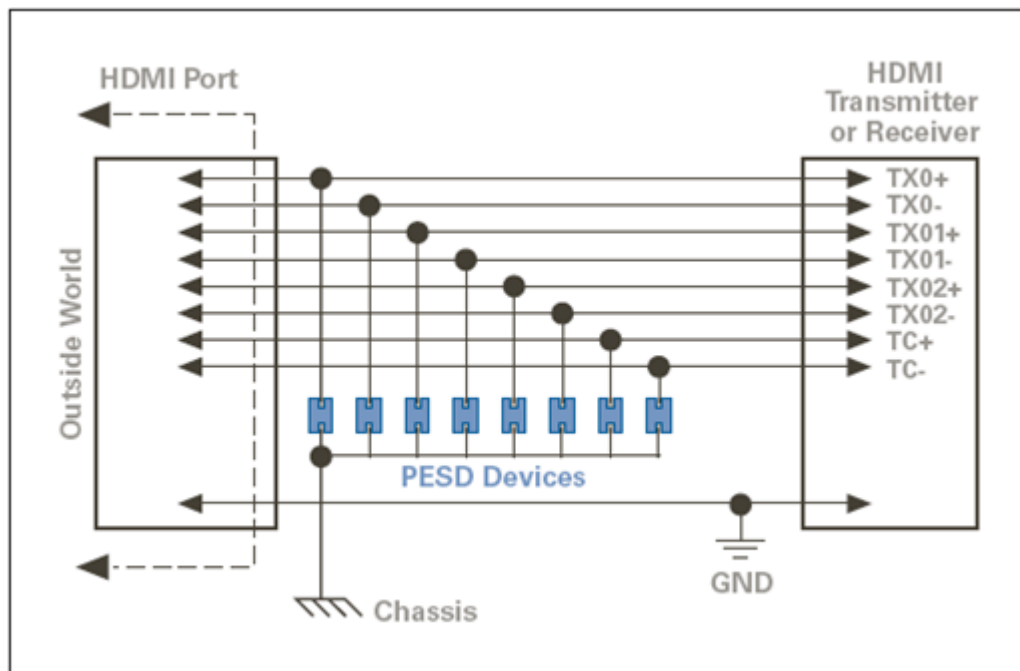 HDMI Port
HDMI
Transmitter
or Receiver
Outside World
TX0+
TX0-
TX01+
TX01-
TX02+
TX02-
TC+
TC-
PESD Devices
GND
Chassis